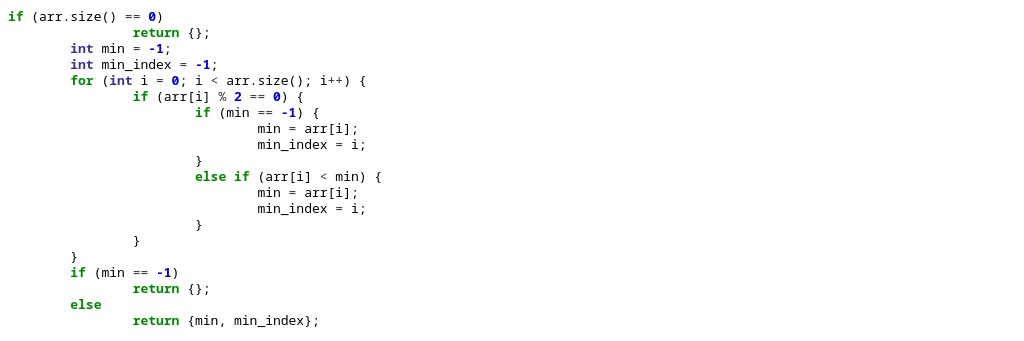 if (arr.size() == 0)
return {};
int min = -1;
int min_index = -1;
for (int i = 0; i < arr.size(); i++) {
if (arr[i] % 2 == 0) {
if (min == -1) {
min = arr[i];
min_index = i;
}
else if (arr[i] < min) {
min = arr[i];
min_index = i;
}
}
}
if (min == -1)
return {};
else
return {min, min_index};